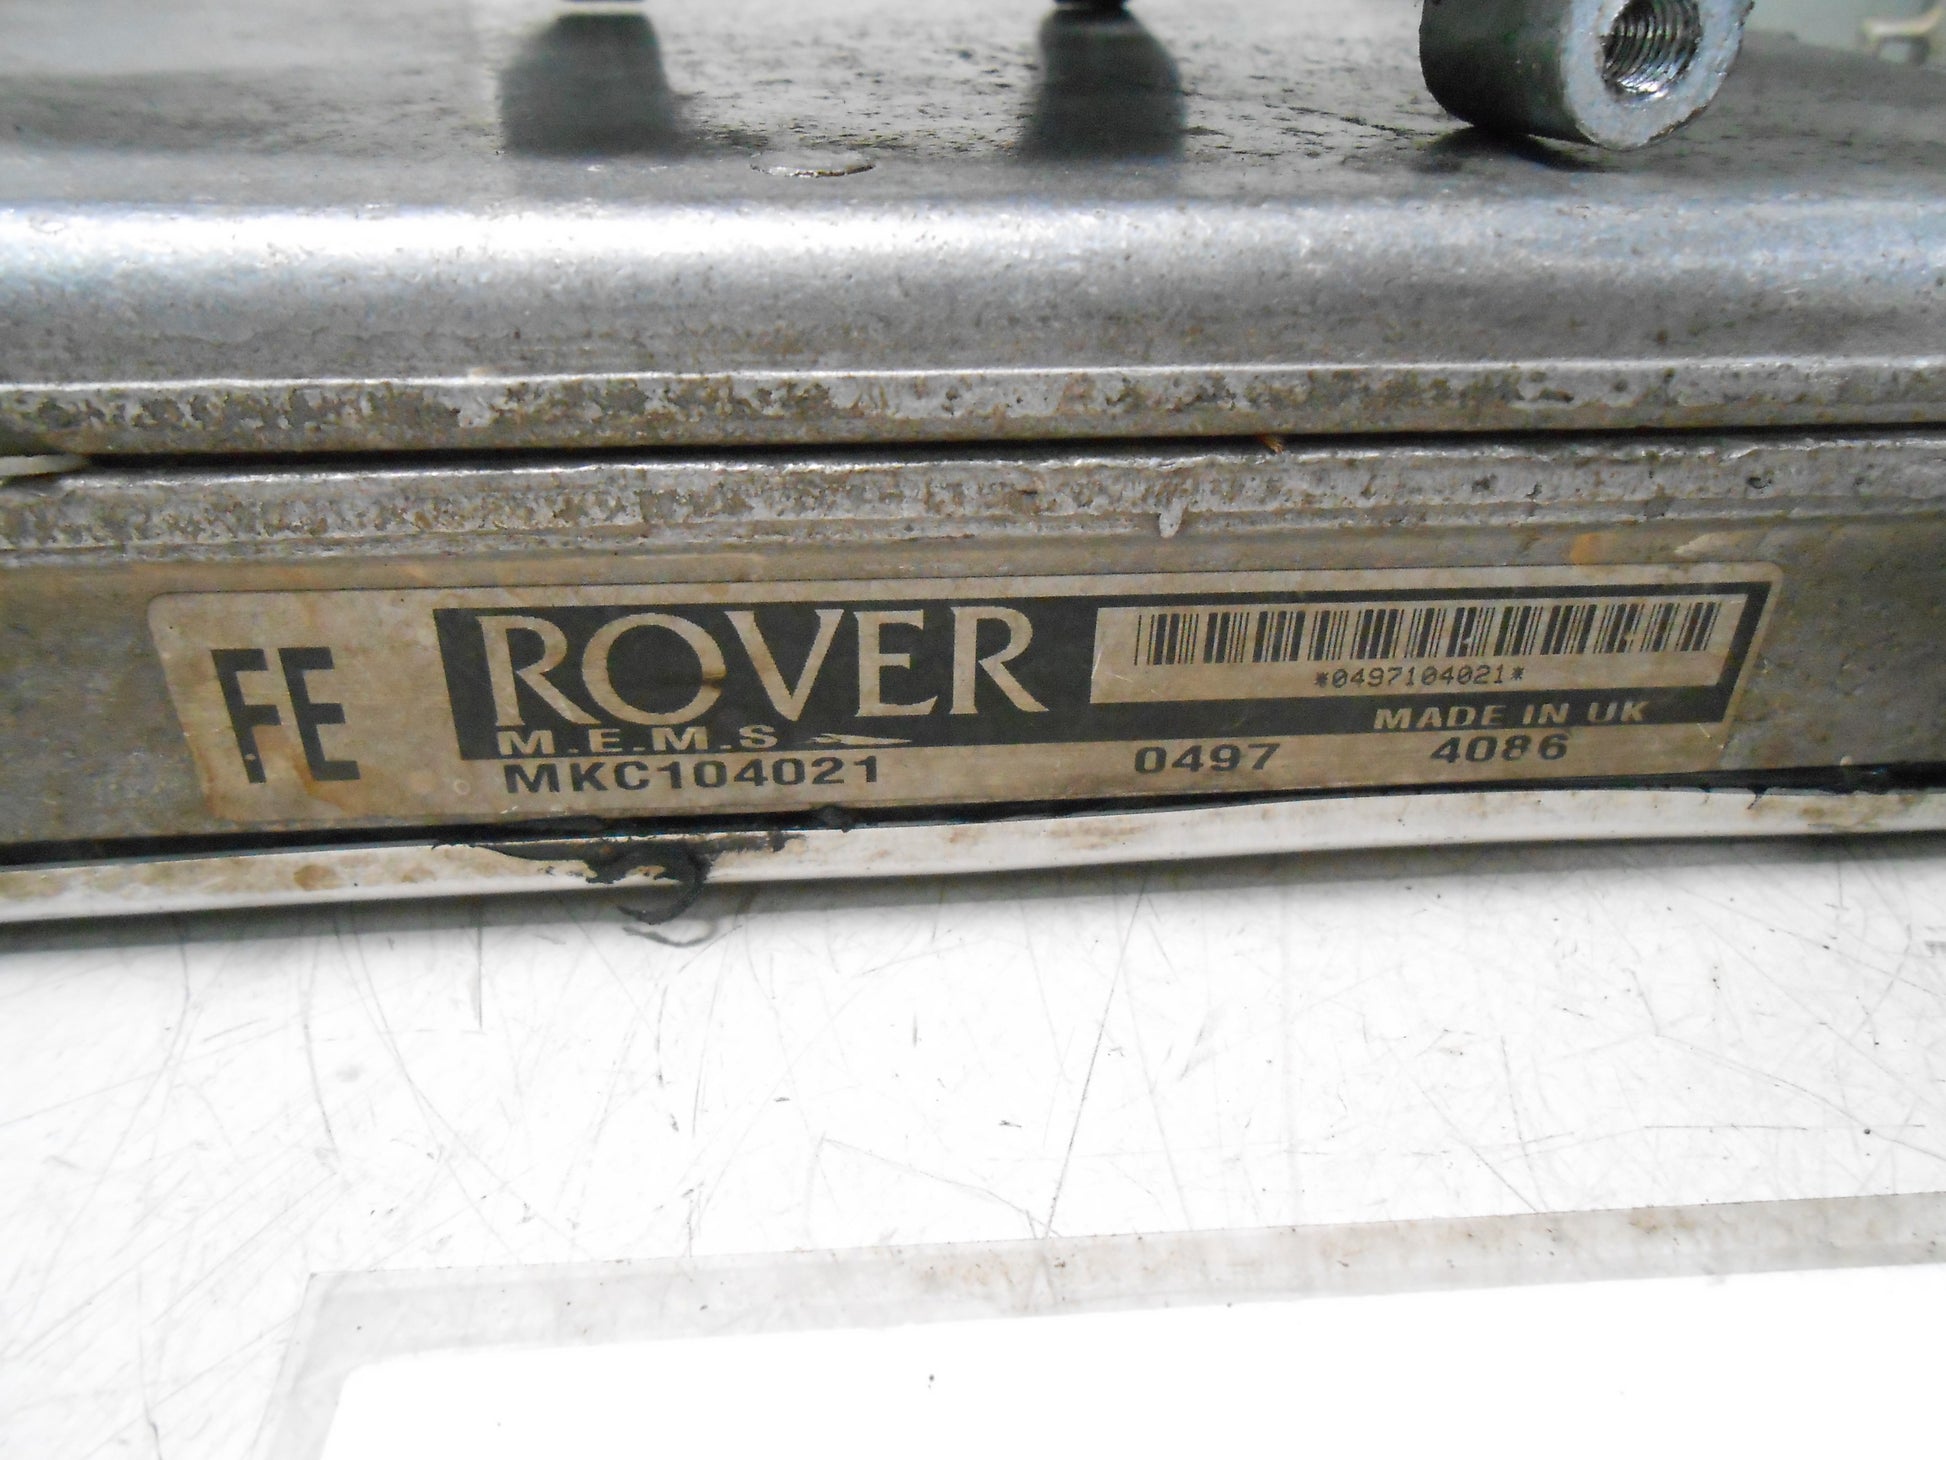 FE
ROVER
*0497104021*
MADE IN UK
M.E.M.S
MKC104021 0497 4086